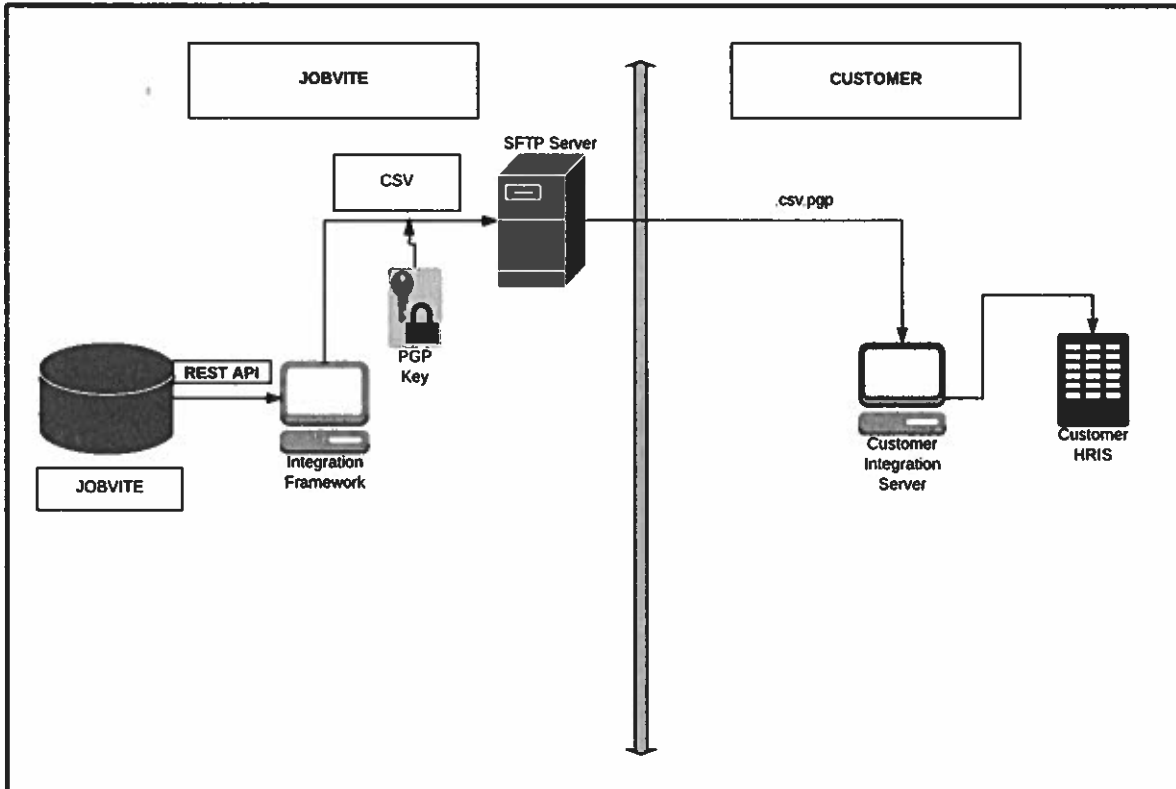 JOBVITE
CUSTOMER
SFTP Server
CSV
.csv.pgp
PGP
Key
REST API
JOBVITE
Integration
Framework
Customer
Integration
Server
Customer
HRIS